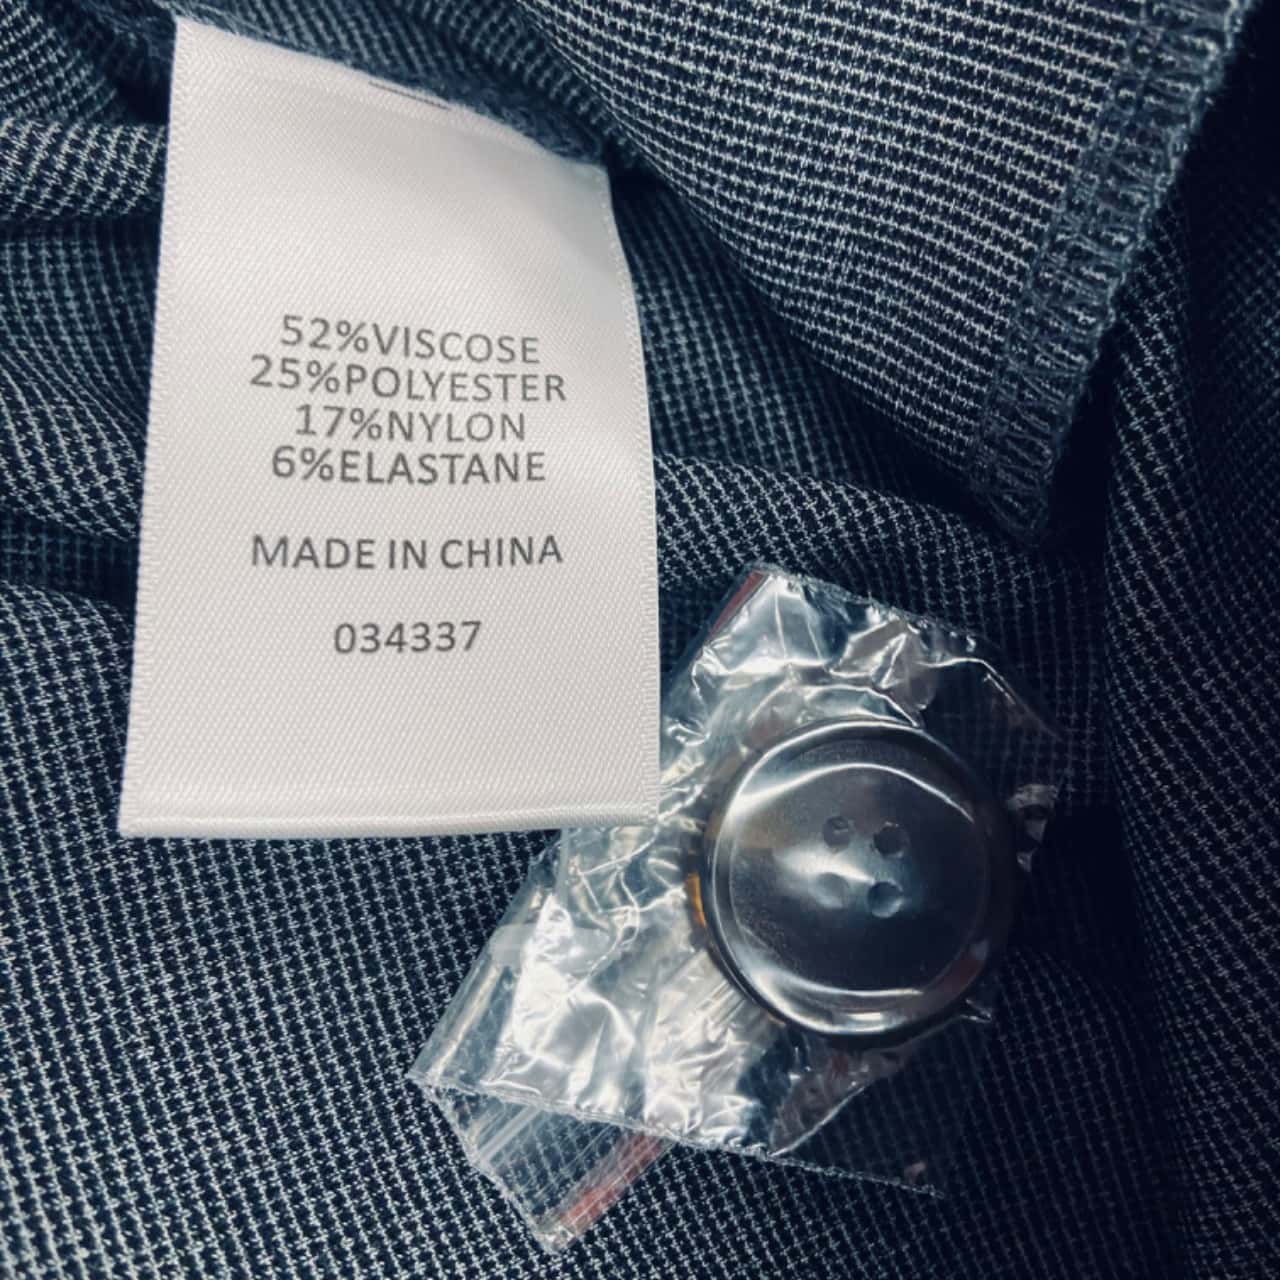 52%VISCOSE
25%POLYESTER
17%NYLON
6%ELASTANE
MADE IN CHINA
034337